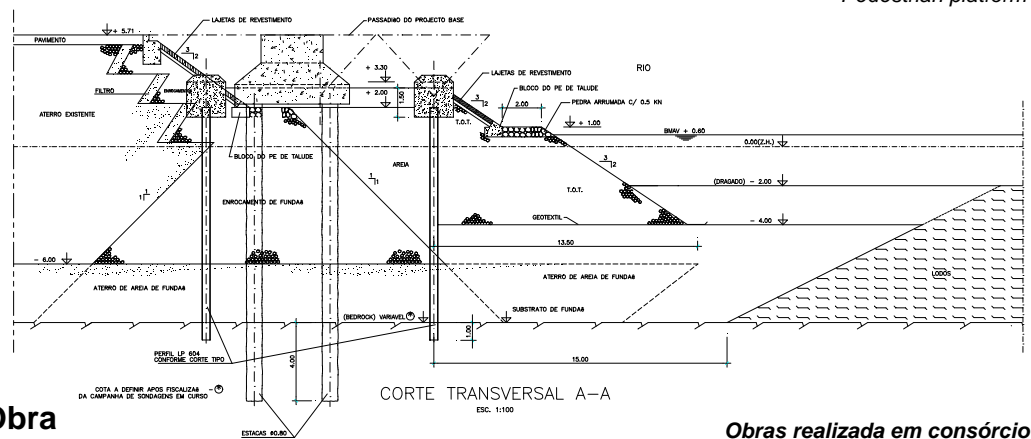 Pedestrian platform
LAJETAS DE REVESTIMENTO
PASSADIÇO DO PROJECTO BASE
+ 5.71
PAVIMENTO
3
2
RIO
+ 3.30
LAJETAS DE REVESTIMENTO
BLOCO DO PE DE TALUDE
FILTRO
ENROCAMENTO
+ 2.00
1.50
3
2
2.00
PEDRA ARRUMADA C/ 0.5 KN
ATERRO EXISTENTE
T.O.T.
+ 1.00
BMAV + 0.60
0.00(Z.H.)
BLOCO DO PE DE TALUDE
AREIA
3
2
1
1
1
1
(DRAGADO) - 2.00
ENROCAMENTO DE FUNDAÇ
T.O.T.
GEOTEXTIL
- 4.00
13.50
- 6.00
LODOS
ATERRO DE AREIA DE FUNDAÇ
ATERRO DE AREIA DE FUNDAÇ
(BEDROCK) VARIAVEL
SUBSTRATO DE FUNDAÇ
1.00
PERFIL LP 604
CONFORME CORTE TIPO
4.00
15.00
COTA A DEFINIR APOS FISCALIZAÇ
DA CAMPANHA DE SONDAGENS EM CURSO
CORTE TRANSVERSAL A-A
ESC. 1:100
Obra
ESTACAS ø0.80
Obras realizada em consórcio